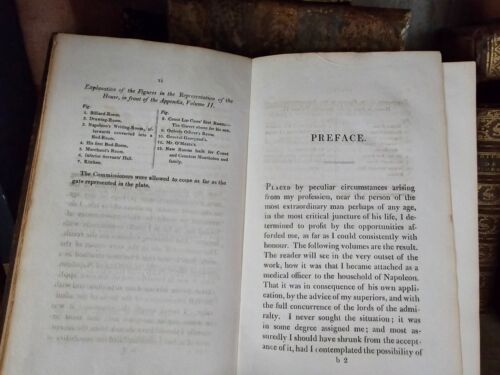 xi
Explanation of the Figures in the Representation of the
House, in front of the Appendix, Volume II.
Fig.
1. Billiard-Room.
2. Drawing-Room.
3. Napoleon's Writing-Room, af-
terwards converted into a
Bed-Room.
4. His first Bed-Room.
5. Marchand's Room.
6. Inferior Servants' Hall.
7. Kitchen.
Fig.
8. Count Las Cases' first Room:
The Garret above for his son.
9. Orderly Officer's Room.
10. General Gourgaud's.
11. Mr. O'Meara's.
12. New Rooms built for Count
and Countess Montholon and
family.
The Commissioners were allowed to come as far as the
gate represented in the plate.
PREFACE.
PLACED by peculiar circumstances arising
from my profession, near the person of the
most extraordinary man perhaps of any age,
in the most critical juncture of his life, I
determined to profit by the opportunities af-
forded me, as far as I could consistently with
honour. The following volumes are the result.
The reader will see in the very outset of the
work, how it was that I became attached as a
medical officer to the household of Napoleon.
That it was in consequence of his own appli-
cation, by the advice of my superiors, and with
the full concurrence of the lords of the admi-
ralty. I never sought the situation; it was
in some degree assigned me; and most as-
suredly I should have shrunk from the accept-
ance of it, had I contemplated the possibility of
b 2